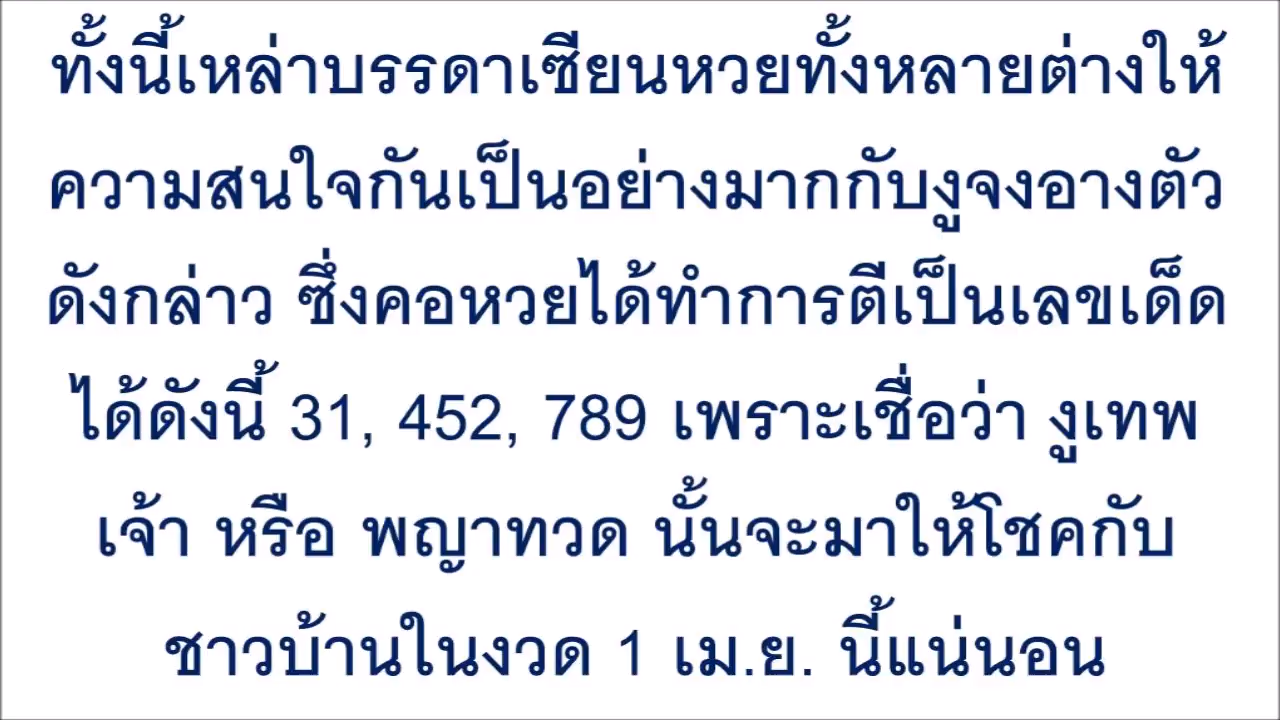 ทั้งนี้เหล่าบรรดาเซียนหวยทั้งหลายต่างให้
ความสนใจกันเป็นอย่างมากกับงูจงอางตัว
ดังกล่าว ซึ่งคอหวยได้ทำการตีเป็นเลขเด็ด
ได้ดังนี้ 31, 452, 789 เพราะเชื่อว่า งูเทพ
เจ้า หรือ พญาทวด นั้นจะมาให้โชคกับ
ชาวบ้านในงวด 1 เม.ย. นี้แน่นอน